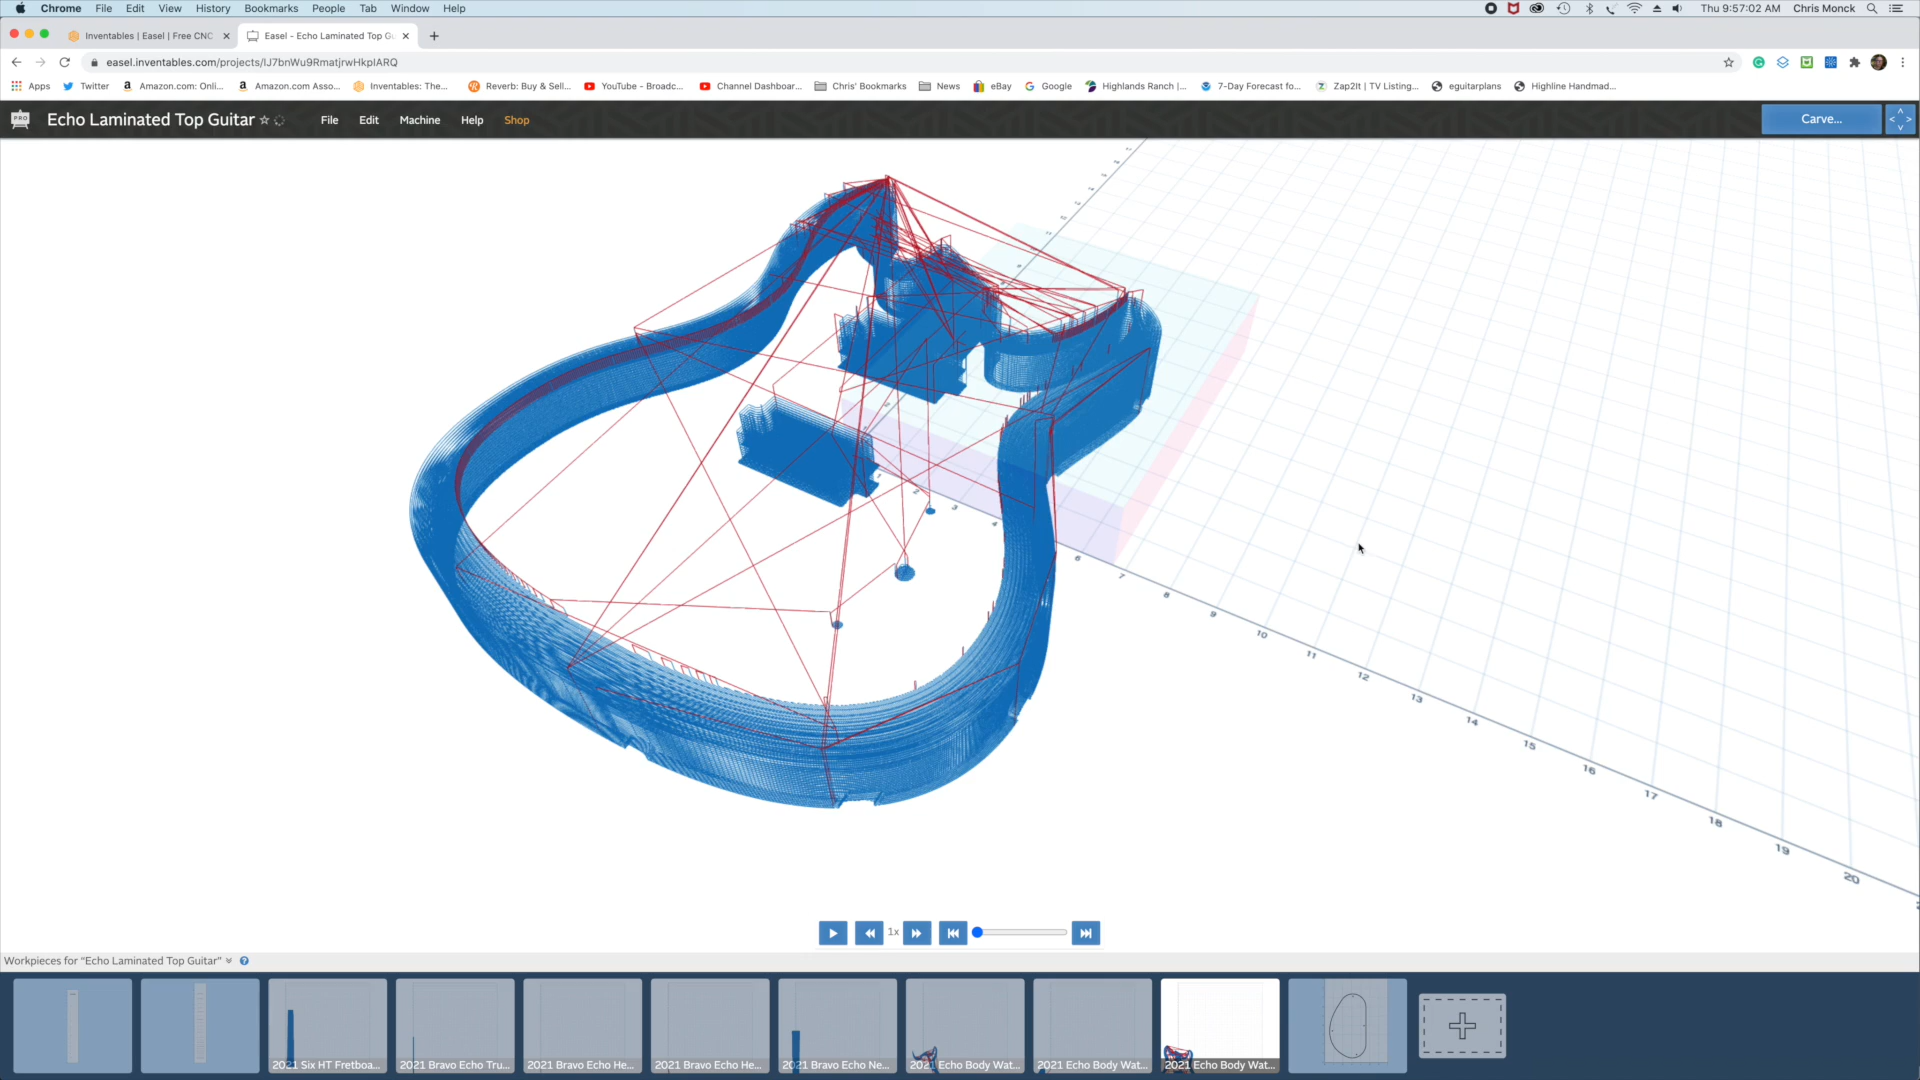 Chrome File Edit View History Bookmarks People Tab Window Help Thu 9:57:02 AM Chris Monck
Inventables | Easel | Free CNC Easel - Echo Laminated Top G
easel.inventables.com/projects/IJ7bnWu9RmatjrwHkpIARQ
Apps Twitter Amazon.com: Onli... Amazon.com Asso... Inventables: The... Reverb: Buy & Sell... YouTube - Broadc... Channel Dashboar... Chris' Bookmarks News eBay Google Highlands Ranch |... 7-Day Forecast fo... Zap2It | TV Listing... eguitarplans Highline Handmad...
PRO Echo Laminated Top Guitar File Edit Machine Help Shop Carve...
1 2 3 4 6 7 8 9 10 11 12 13 14 15 16 17 18 19 20
1x
Workpieces for "Echo Laminated Top Guitar" ?
2021 Six HT Fretboa... 2021 Bravo Echo Tru... 2021 Bravo Echo He... 2021 Bravo Echo He... 2021 Bravo Echo Ne... 2021 Echo Body Wat... 2021 Echo Body Wat... 2021 Echo Body Wat...